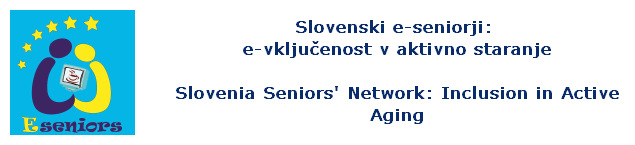 Slovenski e-seniorji:
e-vključenost v aktivno staranje
Slovenia Seniors' Network: Inclusion in Active
Aging
Eseniors